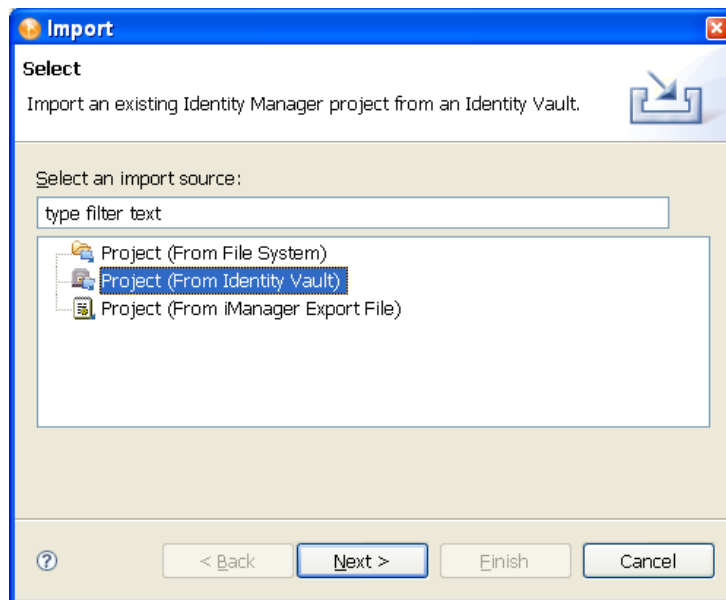 Import
Select
Import an existing Identity Manager project from an Identity Vault.
Select an import source:
type filter text
Project (From File System)
Project (From Identity Vault)
Project (From iManager Export File)
? < Back Next > Finish Cancel